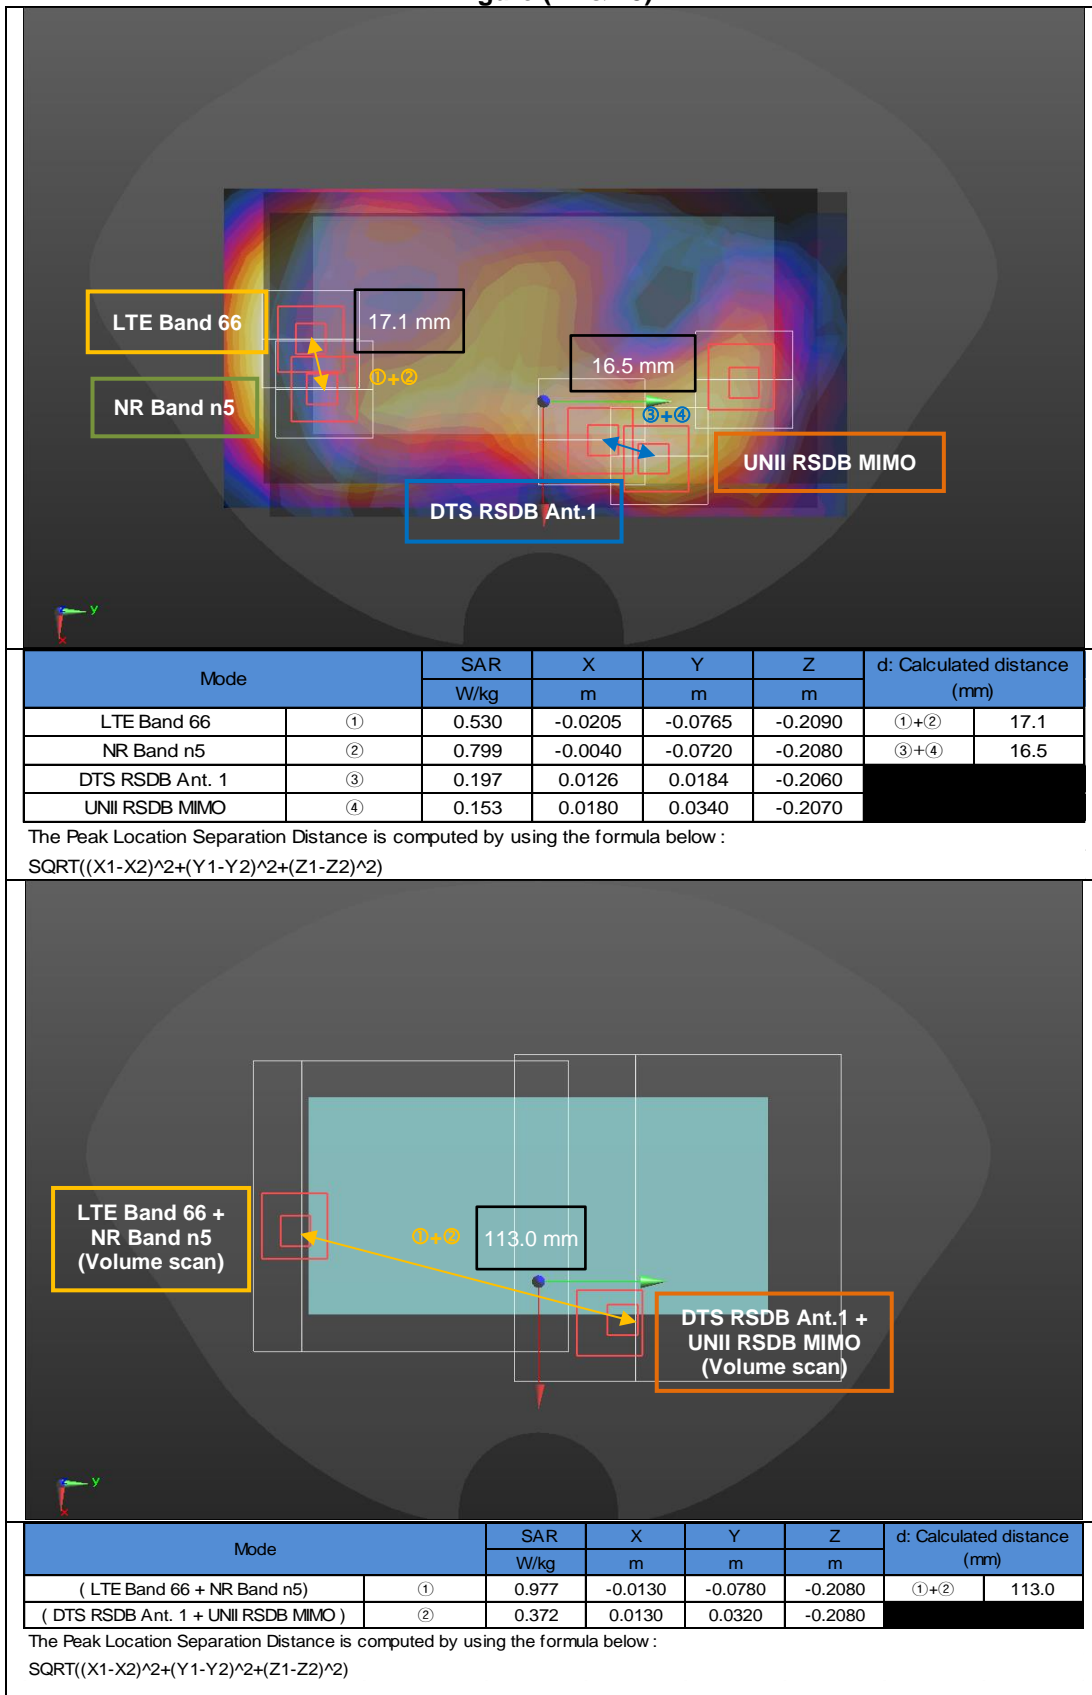 LTE Band 66
17.1 mm
16.5 mm
①+②
NR Band n5
③+④
UNII RSDB MIMO
DTS RSDB Ant.1
y
x
Mode SAR X Y Z d: Calculated distance
W/kg m m m (mm)
LTE Band 66 ① 0.530 -0.0205 -0.0765 -0.2090 ①+② 17.1
NR Band n5 ② 0.799 -0.0040 -0.0720 -0.2080 ③+④ 16.5
DTS RSDB Ant. 1 ③ 0.197 0.0126 0.0184 -0.2060
UNII RSDB MIMO ④ 0.153 0.0180 0.0340 -0.2070
The Peak Location Separation Distance is computed by using the formula below :
SQRT((X1-X2)^2+(Y1-Y2)^2+(Z1-Z2)^2)
LTE Band 66 +
NR Band n5
(Volume scan)
①+②
113.0 mm
DTS RSDB Ant.1 +
UNII RSDB MIMO
(Volume scan)
y
x
Mode SAR X Y Z d: Calculated distance
W/kg m m m (mm)
( LTE Band 66 + NR Band n5) ① 0.977 -0.0130 -0.0780 -0.2080 ①+② 113.0
( DTS RSDB Ant. 1 + UNII RSDB MIMO ) ② 0.372 0.0130 0.0320 -0.2080
The Peak Location Separation Distance is computed by using the formula below :
SQRT((X1-X2)^2+(Y1-Y2)^2+(Z1-Z2)^2)